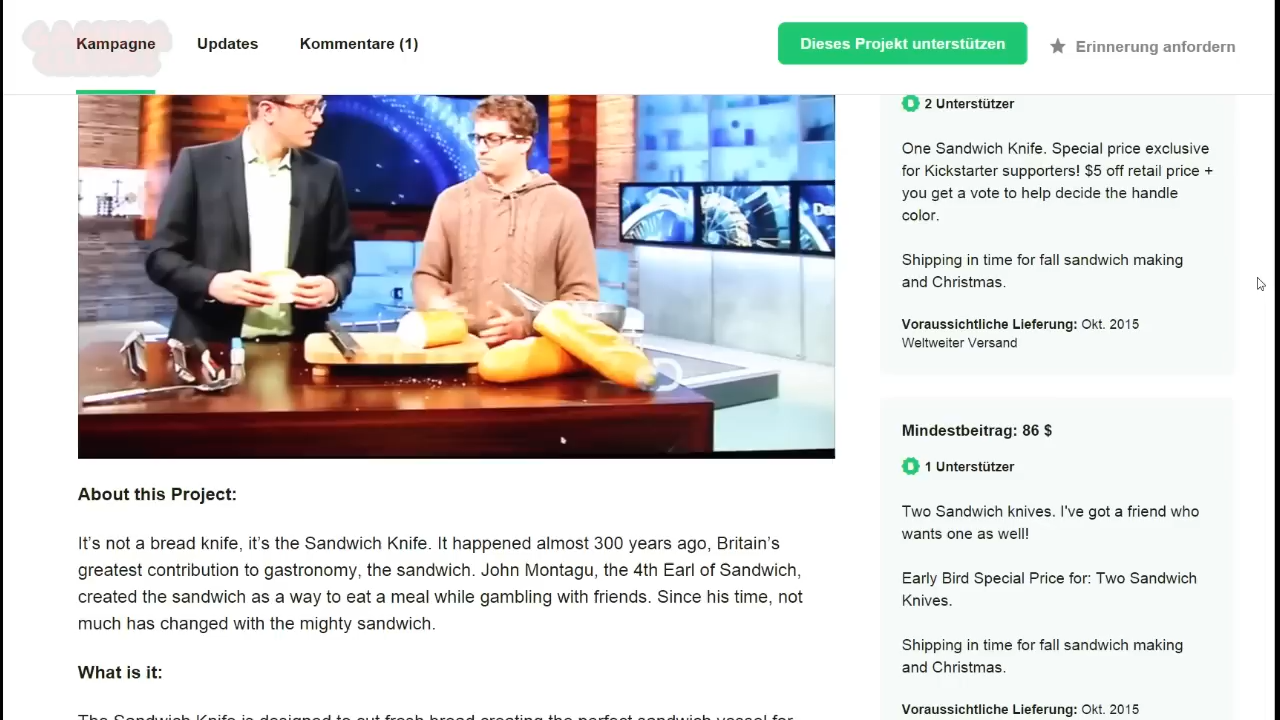 Kampagne
Updates
Kommentare (1)
Dieses Projekt unterstützen
Erinnerung anfordern
About this Project:
It's not a bread knife, it's the Sandwich Knife. It happened almost 300 years ago, Britain's
greatest contribution to gastronomy, the sandwich. John Montagu, the 4th Earl of Sandwich,
created the sandwich as a way to eat a meal while gambling with friends. Since his time, not
much has changed with the mighty sandwich.
What is it:
The Sandwich Knife is designed to cut fresh bread creating the perfect sandwich vessel for
2 Unterstützer
One Sandwich Knife. Special price exclusive
for Kickstarter supporters! $5 off retail price +
you get a vote to help decide the handle
color.
Shipping in time for fall sandwich making
and Christmas.
Voraussichtliche Lieferung: Okt. 2015
Weltweiter Versand
Mindestbeitrag: 86 $
1 Unterstützer
Two Sandwich knives. I've got a friend who
wants one as well!
Early Bird Special Price for: Two Sandwich
Knives.
Shipping in time for fall sandwich making
and Christmas.
Voraussichtliche Lieferung: Okt. 2015